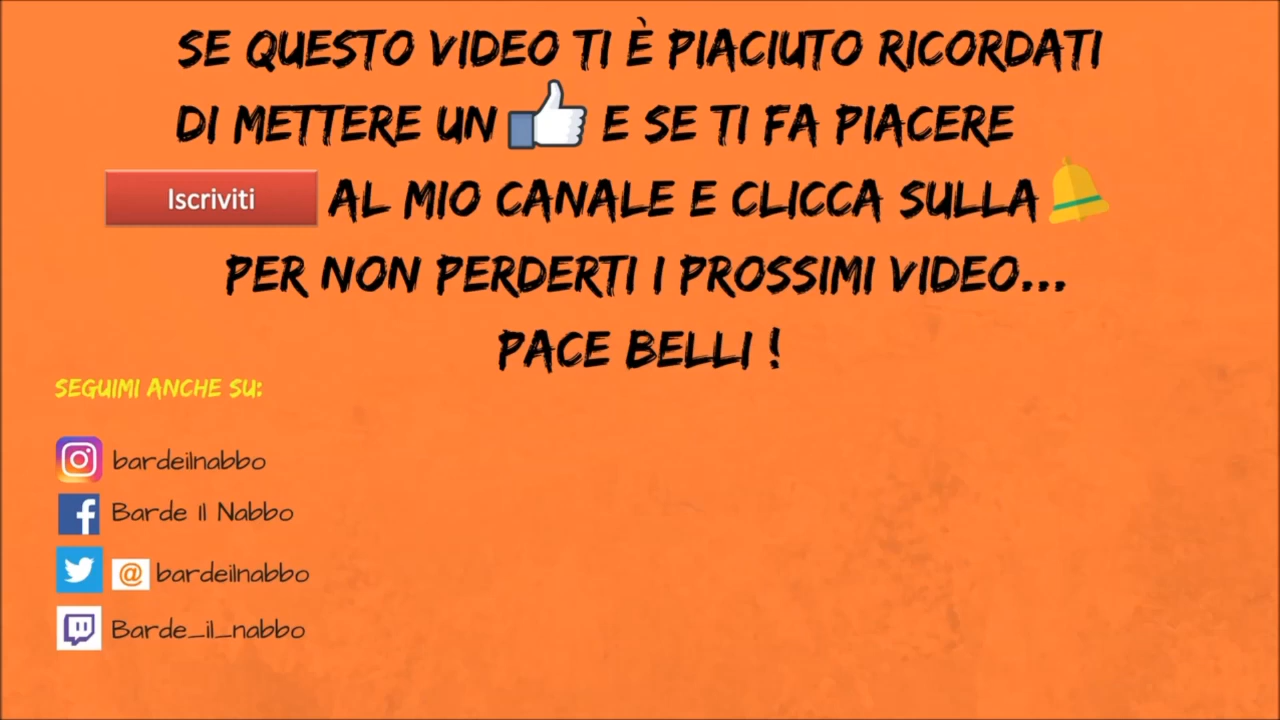 SE QUESTO VIDEO TI È PIACIUTO RICORDATI
DI METTERE UN E SE TI FA PIACERE
Iscriviti AL MIO CANALE E CLICCA SULLA
PER NON PERDERTI I PROSSIMI VIDEO...
PACE BELLI !
SEGUIMI ANCHE SU:
bardeilnabbo
Barde Il Nabbo
@ bardeilnabbo
Barde_il_nabbo